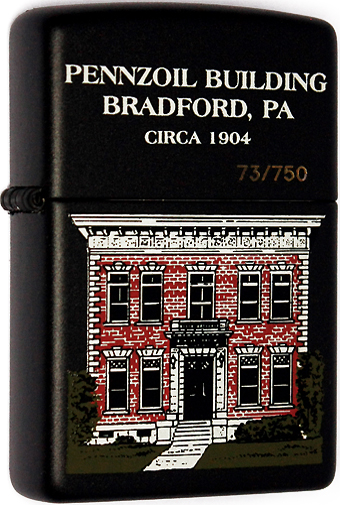 PENNZOIL BUILDING
BRADFORD, PA
CIRCA 1904
73/750